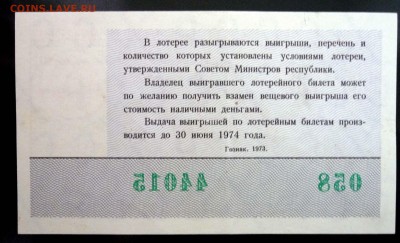 COINS.LAVE.RU
В лотерее разыгрываются выигрыши, перечень и
количество которых установлены условиями лотереи,
утвержденными Советом Министров республики.
Владелец выигравшего лотерейного билета может
по желанию получить взамен вещевого выигрыша его
стоимость наличными деньгами.
Выдача выигрышей по лотерейным билетам произ-
водится до 30 июня 1974 года.
Гознак. 1973.
058 44015